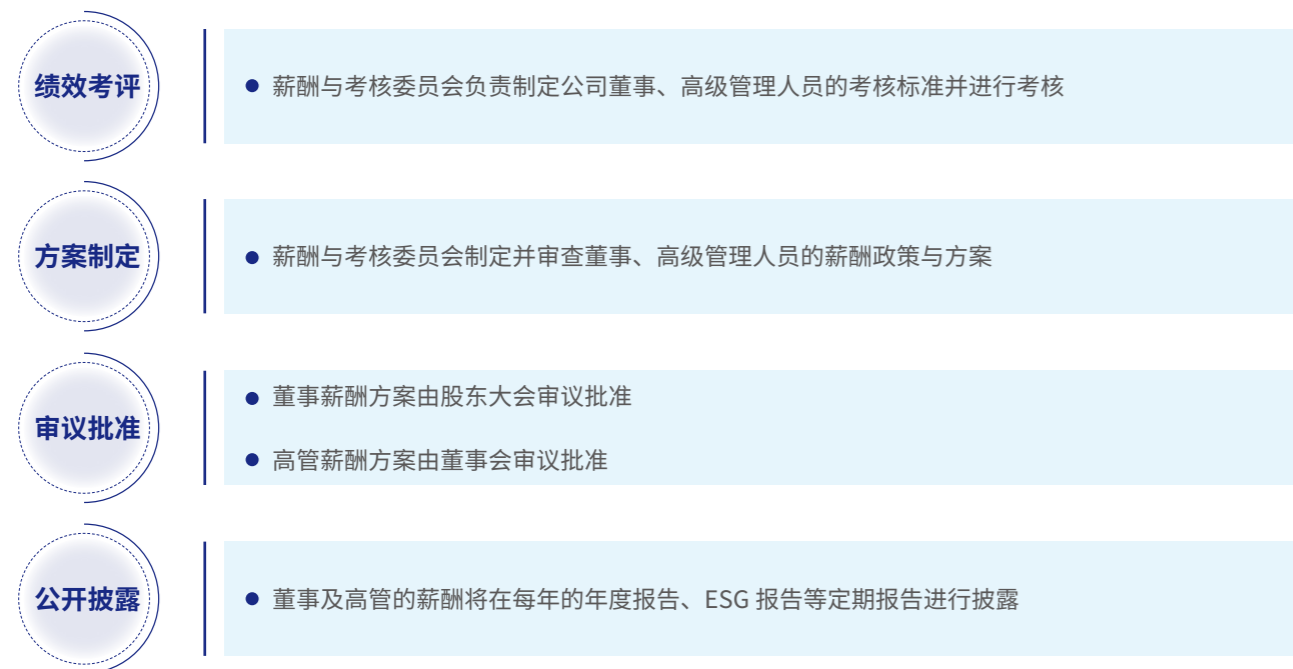 绩效考评
薪酬与考核委员会负责制定公司董事、高级管理人员的考核标准并进行考核
方案制定
薪酬与考核委员会制定并审查董事、高级管理人员的薪酬政策与方案
审议批准
董事薪酬方案由股东大会审议批准
高管薪酬方案由董事会审议批准
公开披露
董事及高管的薪酬将在每年的年度报告、ESG 报告等定期报告进行披露